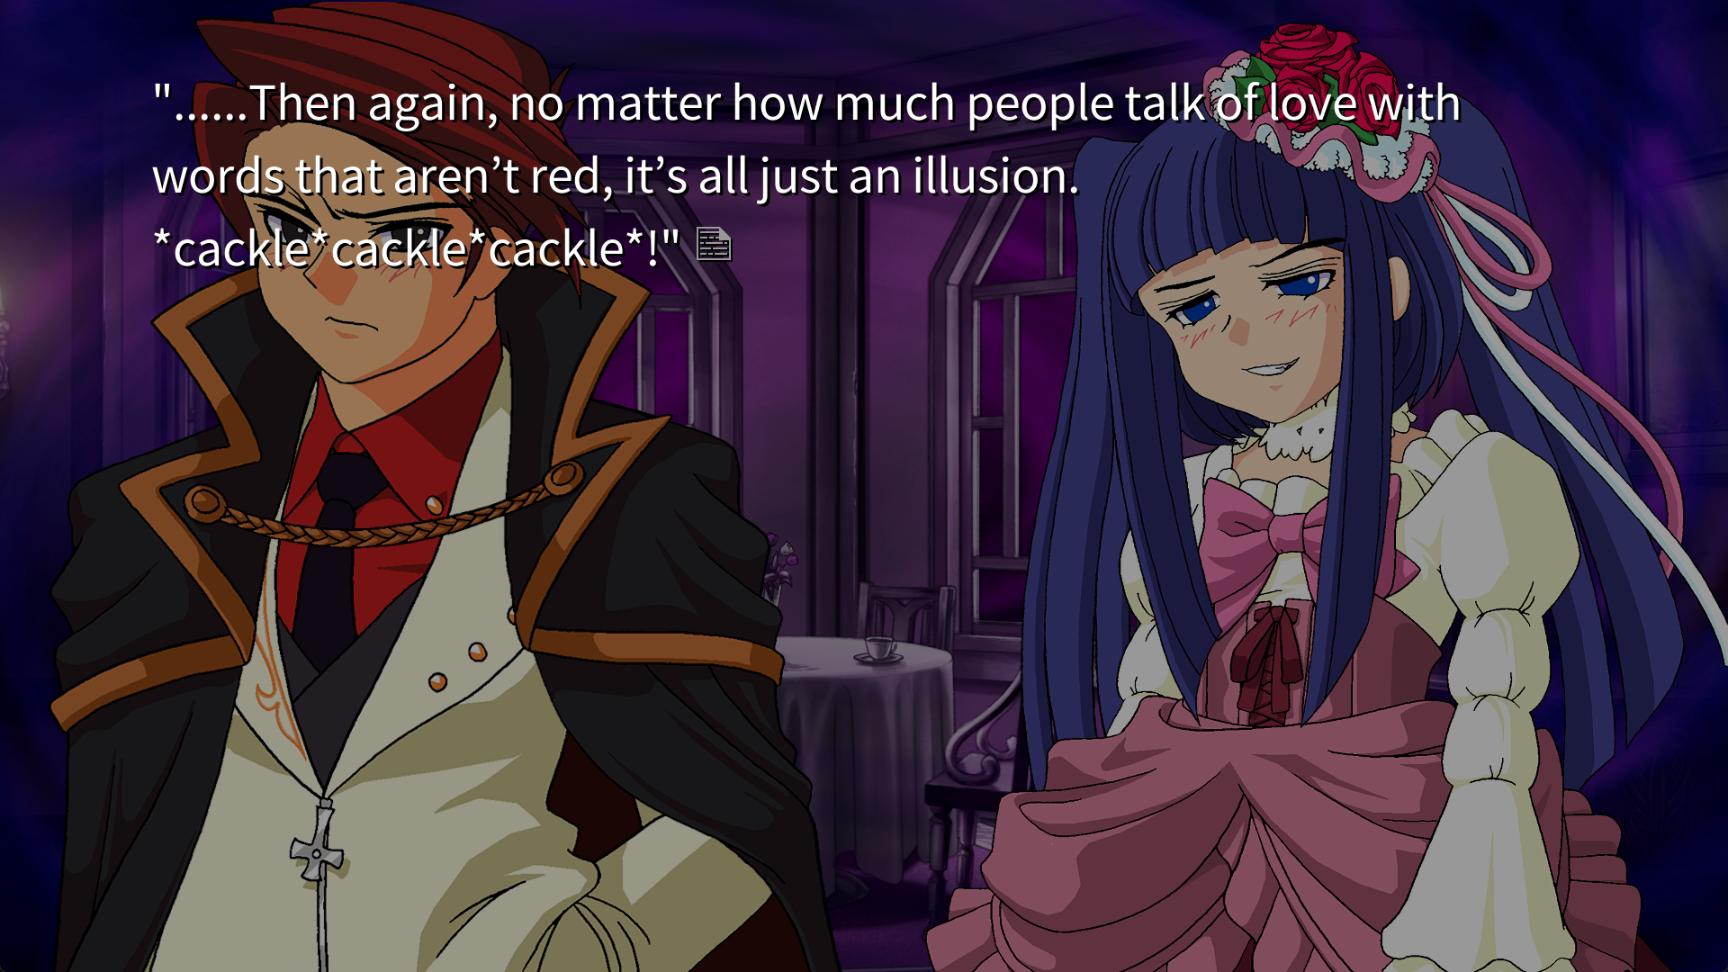 "......Then again, no matter how much people talk of love with
words that aren’t red, it’s all just an illusion.
*cackle*cackle*cackle*!"